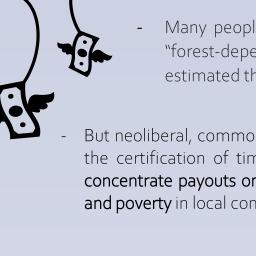 - Many people
"forest-depe
estimated th
- But neoliberal, commo
the certification of tim
concentrate payouts or
and poverty in local con